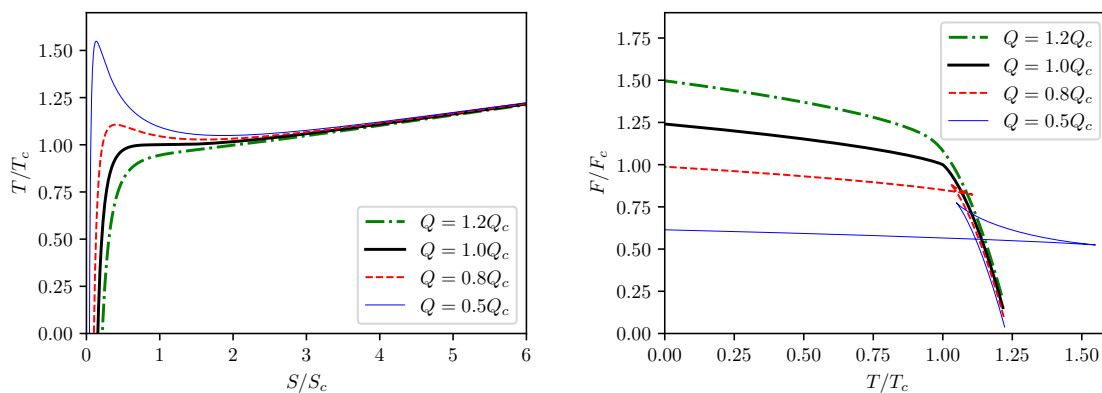 T/T_c
1.50
1.25
1.00
0.75
0.50
0.25
0.00
0 1 2 3 4 5 6
S/S_c
Q = 1.2Q_c
Q = 1.0Q_c
Q = 0.8Q_c
Q = 0.5Q_c
F/F_c
1.75
1.50
1.25
1.00
0.75
0.50
0.25
0.00
0.00 0.25 0.50 0.75 1.00 1.25 1.50
T/T_c
Q = 1.2Q_c
Q = 1.0Q_c
Q = 0.8Q_c
Q = 0.5Q_c